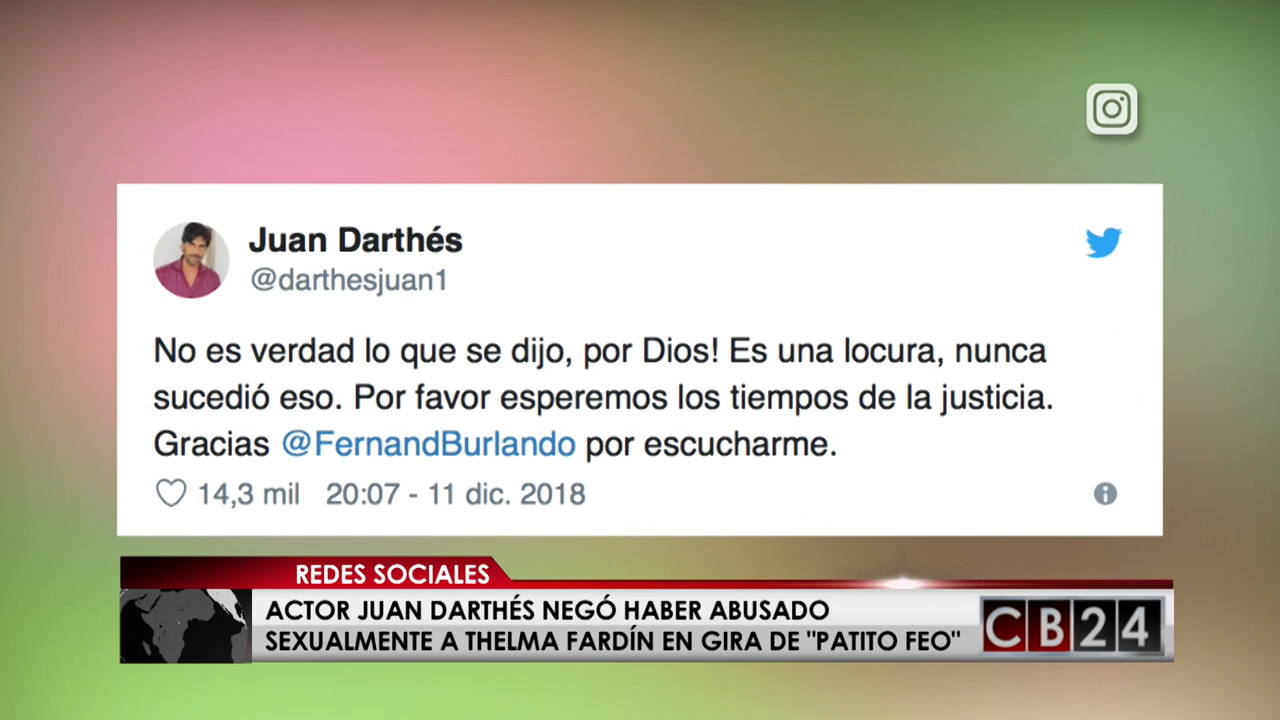 Juan Darthés
@darthesjuan1
No es verdad lo que se dijo, por Dios! Es una locura, nunca
sucedió eso. Por favor esperemos los tiempos de la justicia.
Gracias @FernandBurlando por escucharme.
14,3 mil 20:07 - 11 dic. 2018
REDES SOCIALES
ACTOR JUAN DARTHÉS NEGÓ HABER ABUSADO
SEXUALMENTE A THELMA FARDÍN EN GIRA DE "PATITO FEO"
CB24